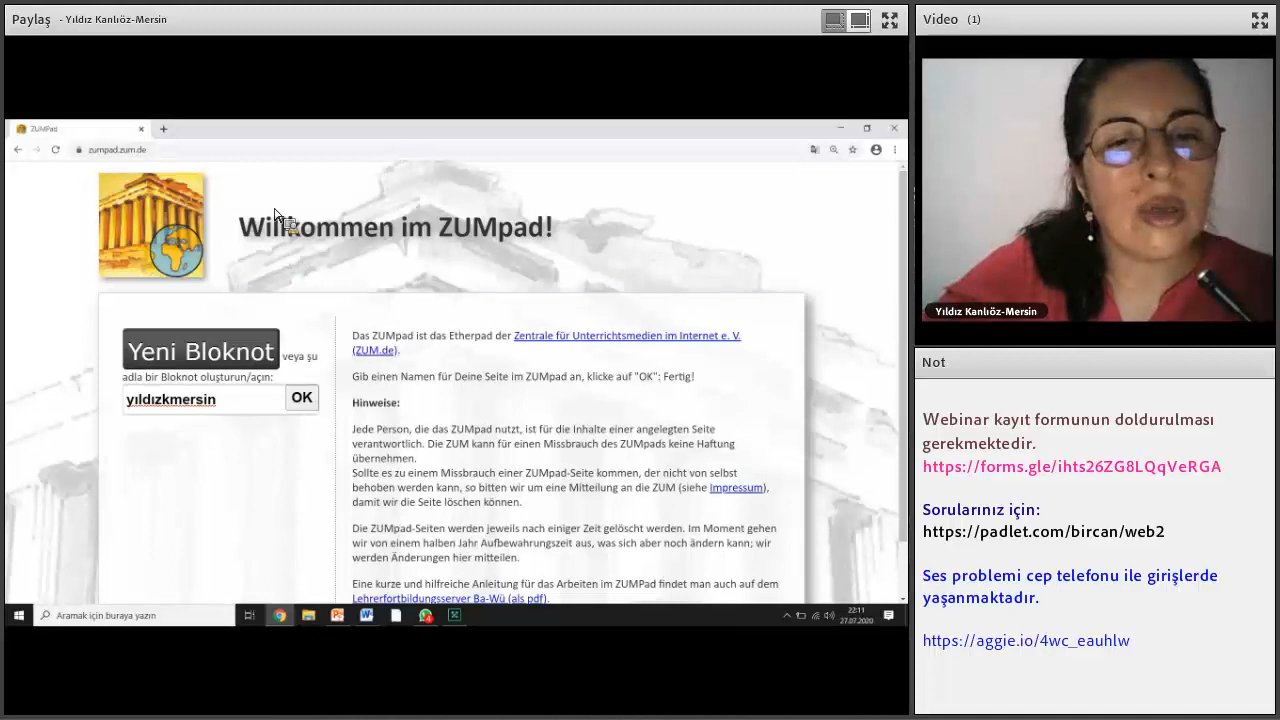 Paylaş - Yıldız Kanlıöz-Mersin
ZUMPad
zumpad.zum.de
Willkommen im ZUMpad!
Yeni Bloknot veya şu
adla bir Bloknot oluşturun/açın:
yıldızkmersin OK
Das ZUMpad ist das Etherpad der Zentrale für Unterrichtsmedien im Internet e. V.
(ZUM.de).
Gib einen Namen für Deine Seite im ZUMpad an, klicke auf "OK": Fertig!
Hinweise:
Jede Person, die das ZUMpad nutzt, ist für die Inhalte einer angelegten Seite
verantwortlich. Die ZUM kann für einen Missbrauch des ZUMpads keine Haftung
übernehmen.
Sollte es zu einem Missbrauch einer ZUMpad-Seite kommen, der nicht von selbst
behoben werden kann, so bitten wir um eine Mitteilung an die ZUM (siehe Impressum),
damit wir die Seite löschen können.
Die ZUMpad-Seiten werden jeweils nach einiger Zeit gelöscht werden. Im Moment gehen
wir von einem halben Jahr Aufbewahrungszeit aus, was sich aber noch ändern kann; wir
werden Änderungen hier mitteilen.
Eine kurze und hilfreiche Anleitung für das Arbeiten im ZUMPad findet man auch auf dem
Lehrerfortbildungsserver Ba-Wü (als pdf).
Aramak için buraya yazın
22:11
27.07.2020
Video (1)
Yıldız Kanlıöz-Mersin
Not
Webinar kayıt formunun doldurulması
gerekmektedir.
https://forms.gle/ihts26ZG8LQqVeRGA
Sorularınız için:
https://padlet.com/bircan/web2
Ses problemi cep telefonu ile girişlerde
yaşanmaktadır.
https://aggie.io/4wc_eauhlw